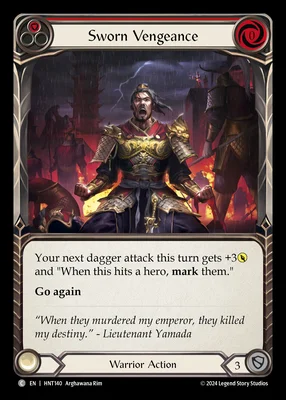 Sworn Vengeance
0
Your next dagger attack this turn gets +3
and "When this hits a hero, mark them."
Go again
"When they murdered my emperor, they killed
my destiny." - Lieutenant Yamada
Warrior Action
3
C EN | HNT140 Arghawana Rim
© 2024 Legend Story Studios